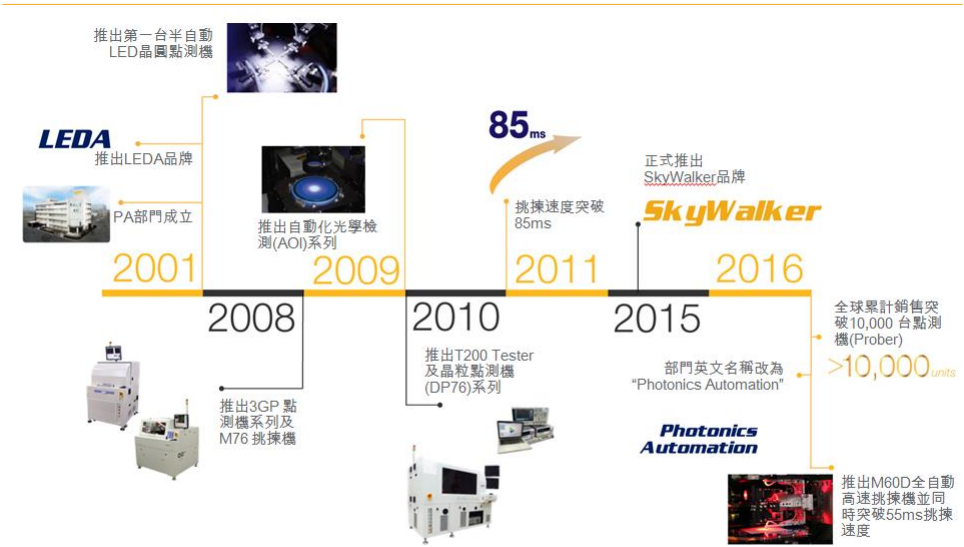 推出第一台半自動
LED晶圓點測機
LEDA
推出LEDA品牌
PA部門成立
2001
2008
推出3GP 點
測機系列及
M76 挑揀機
推出自動化光學檢
測(AOI)系列
2009
2010
推出T200 Tester
及晶粒點測機
(DP76)系列
85ms
挑揀速度突破
85ms
2011
正式推出
SkyWalker品牌
SkyWalker
2015
2016
全球累計銷售突
破10,000 台點測
機(Prober)
>10,000units
部門英文名稱改為
“Photonics Automation”
Photonics
Automation
推出M60D全自動
高速挑揀機並同
時突破55ms挑揀
速度